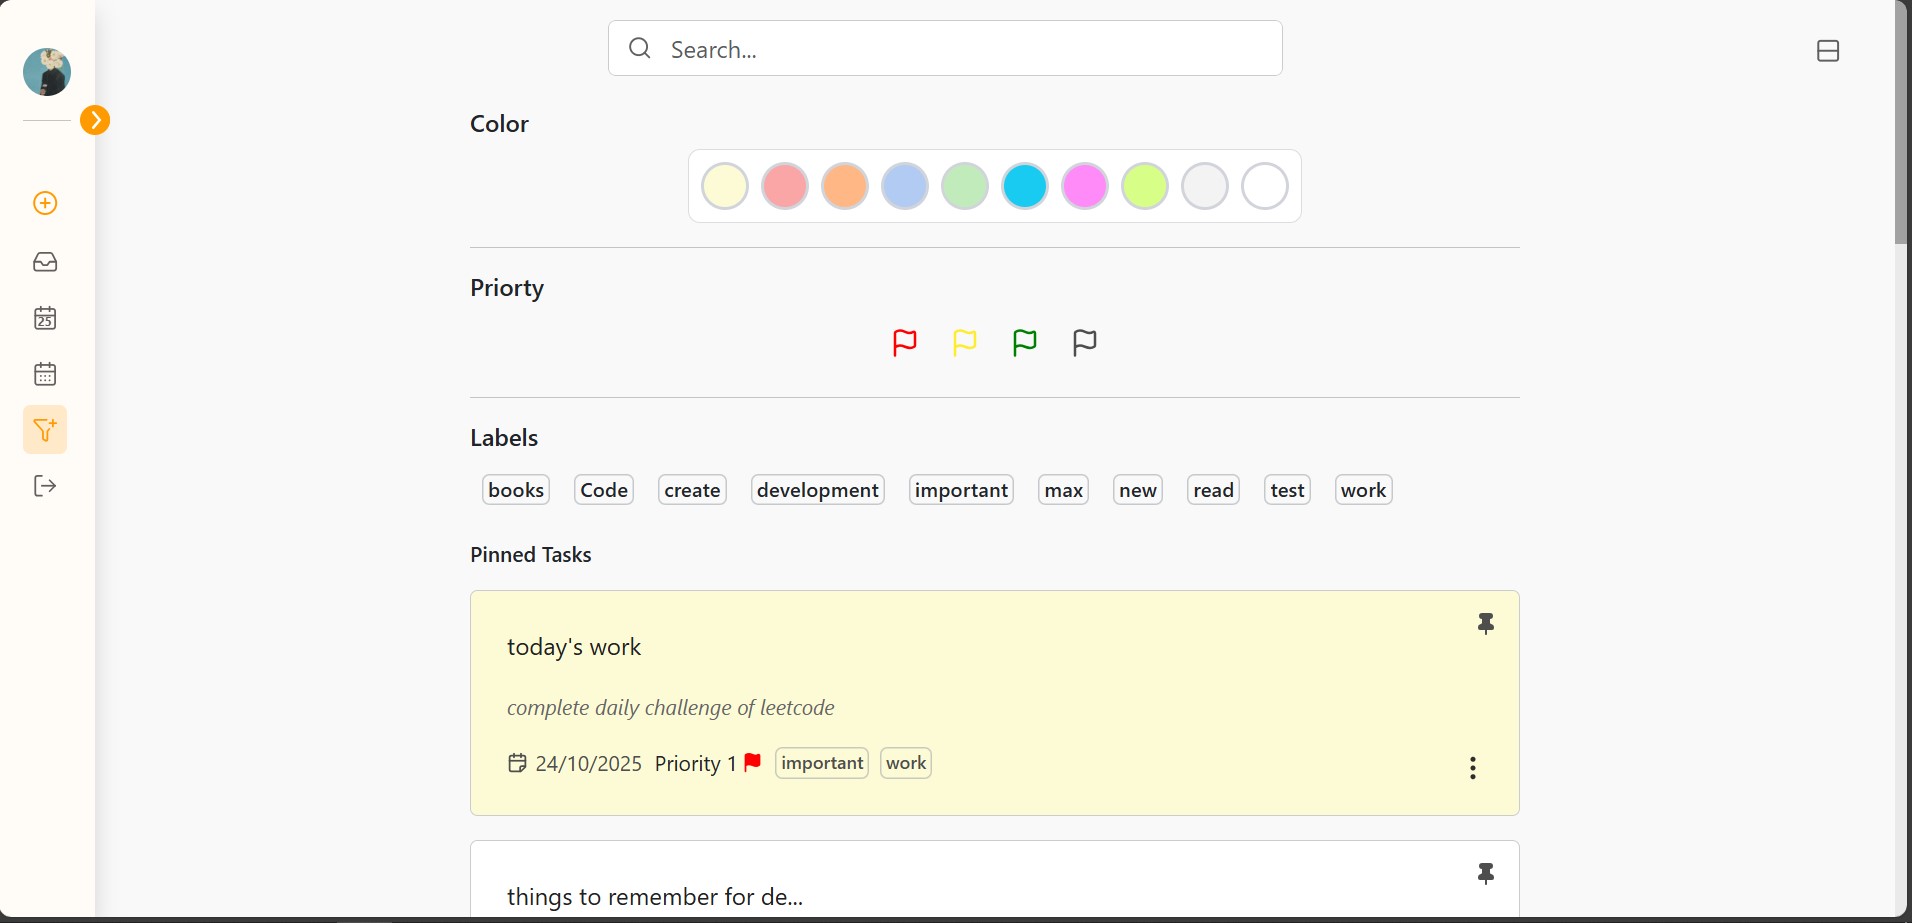 Search...
Color
Priorty
25
Labels
books Code create development important max new read test work
Pinned Tasks
today's work
complete daily challenge of leetcode
24/10/2025 Priority 1 important work
things to remember for de...